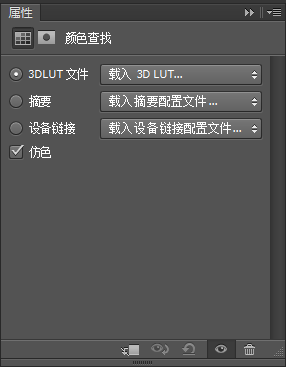 属性
颜色查找
3DLUT 文件 载入 3D LUT...
摘要 载入摘要配置文件...
设备链接 载入设备链接配置文件...
仿色